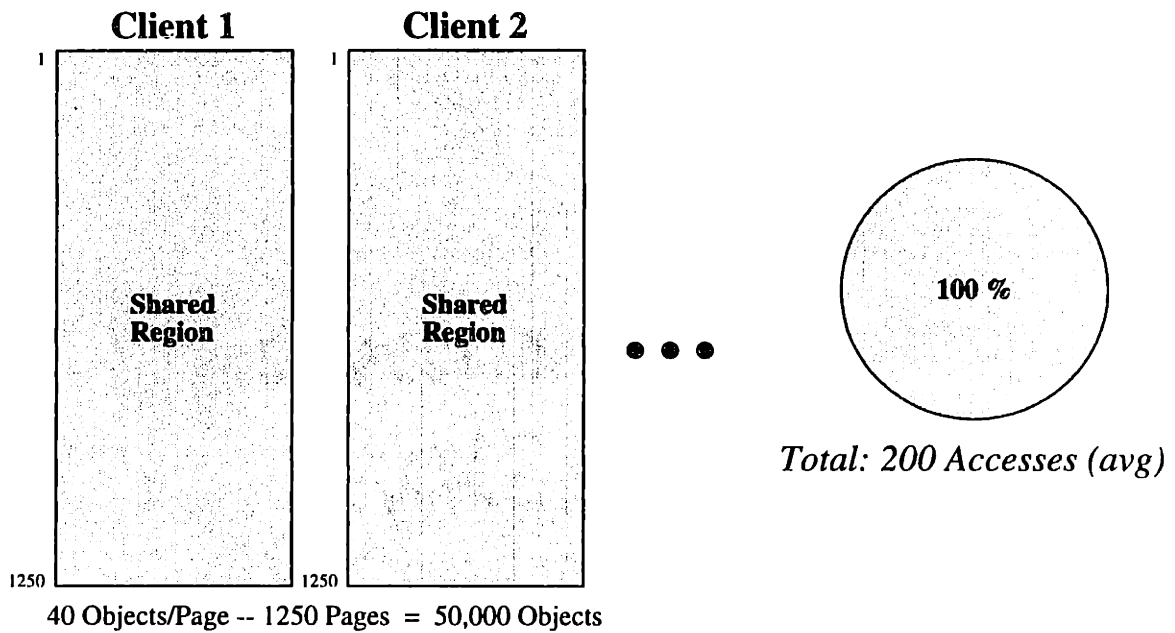 Client 1
Client 2
1
1
Shared
Region
Shared
Region
100 %
Total: 200 Accesses (avg)
1250
1250
40 Objects/Page -- 1250 Pages = 50,000 Objects